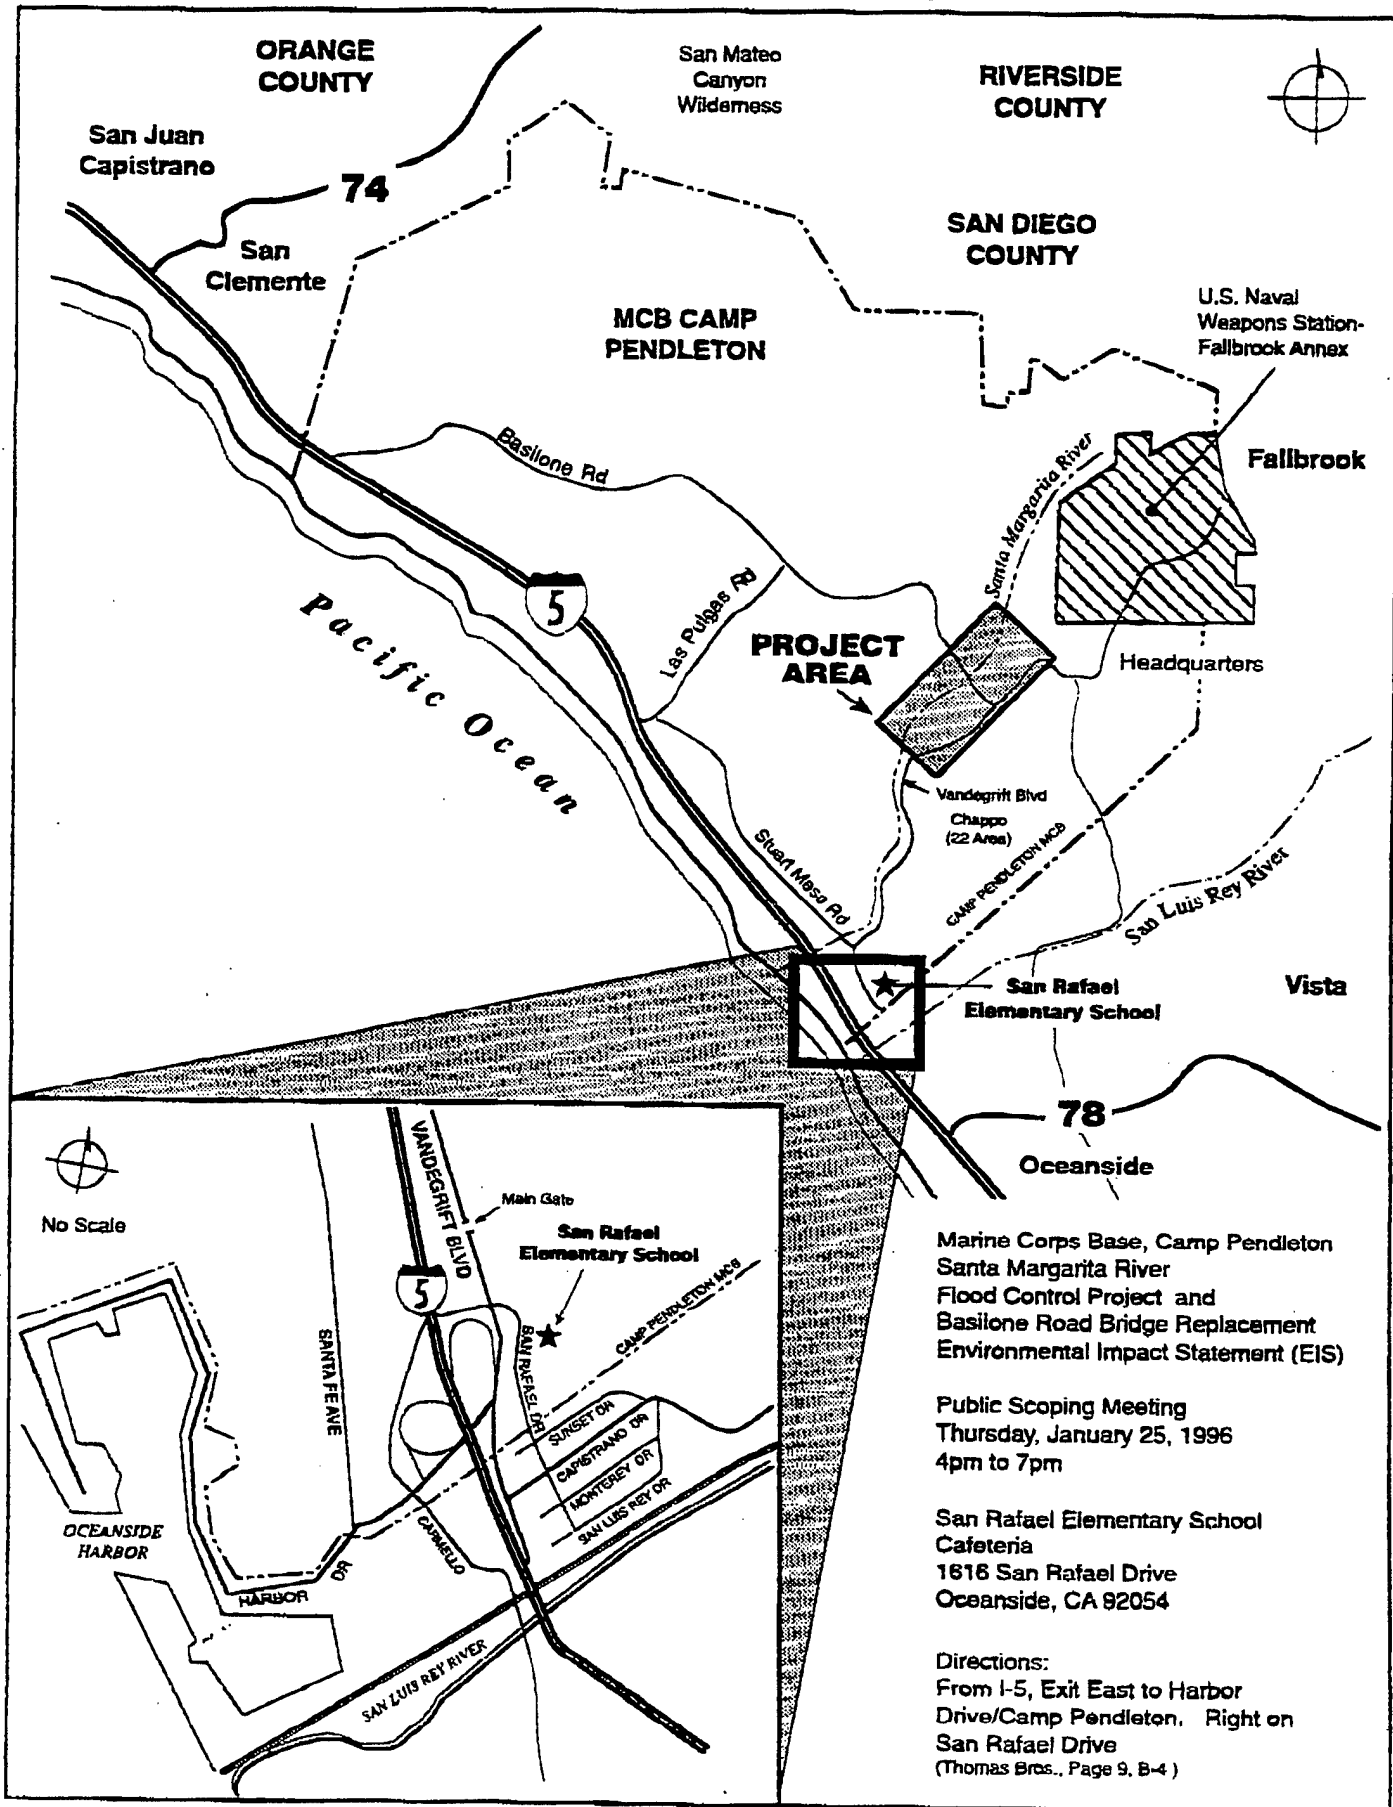 ORANGE
COUNTY
San Mateo
Canyon
Wilderness
RIVERSIDE
COUNTY
San Juan
Capistrano
74
San
Clemente
SAN DIEGO
COUNTY
MCB CAMP
PENDLETON
U.S. Naval
Weapons Station-
Fallbrook Annex
Basilone Rd
Santa Margarita River
Fallbrook
5
Pacific Ocean
Las Pulgas Rd
PROJECT
AREA
Headquarters
Vandegrift Blvd
Chappo
(22 Area)
Stuart Mesa Rd
CAMP PENDLETON MCB
San Luis Rey River
San Rafael
Elementary School
Vista
78
Oceanside
No Scale
VANDEGRIFT BLVD
Main Gate
San Rafael
Elementary School
5
SANTA FE AVE
SAN RAFAEL DR
CAMP PENDLETON MCB
SUNSET DR
CAPISTRANO DR
MONTEREY DR
SAN LUIS REY DR
OCEANSIDE
HARBOR
CARMELLO
HARBOR DR
SAN LUIS REY RIVER
Marine Corps Base, Camp Pendleton
Santa Margarita River
Flood Control Project and
Basilone Road Bridge Replacement
Environmental Impact Statement (EIS)
Public Scoping Meeting
Thursday, January 25, 1996
4pm to 7pm
San Rafael Elementary School
Cafeteria
1616 San Rafael Drive
Oceanside, CA 92054
Directions:
From I-5, Exit East to Harbor
Drive/Camp Pendleton. Right on
San Rafael Drive
(Thomas Bros., Page 9, B-4 )